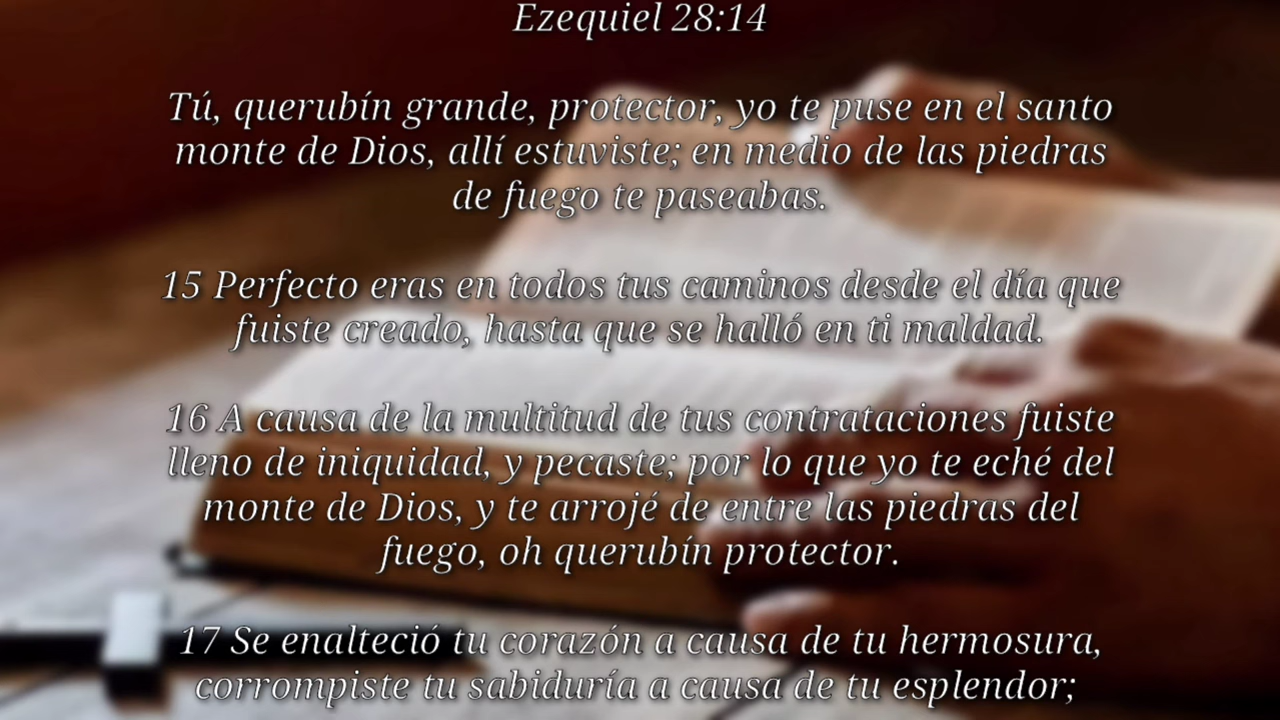 Ezequiel 28:14
Tú, querubín grande, protector, yo te puse en el santo
monte de Dios, allí estuviste; en medio de las piedras
de fuego te paseabas.
15 Perfecto eras en todos tus caminos desde el día que
fuiste creado, hasta que se halló en ti maldad.
16 A causa de la multitud de tus contrataciones fuiste
lleno de iniquidad, y pecaste; por lo que yo te eché del
monte de Dios, y te arrojé de entre las piedras del
fuego, oh querubín protector.
17 Se enalteció tu corazón a causa de tu hermosura,
corrompiste tu sabiduría a causa de tu esplendor;